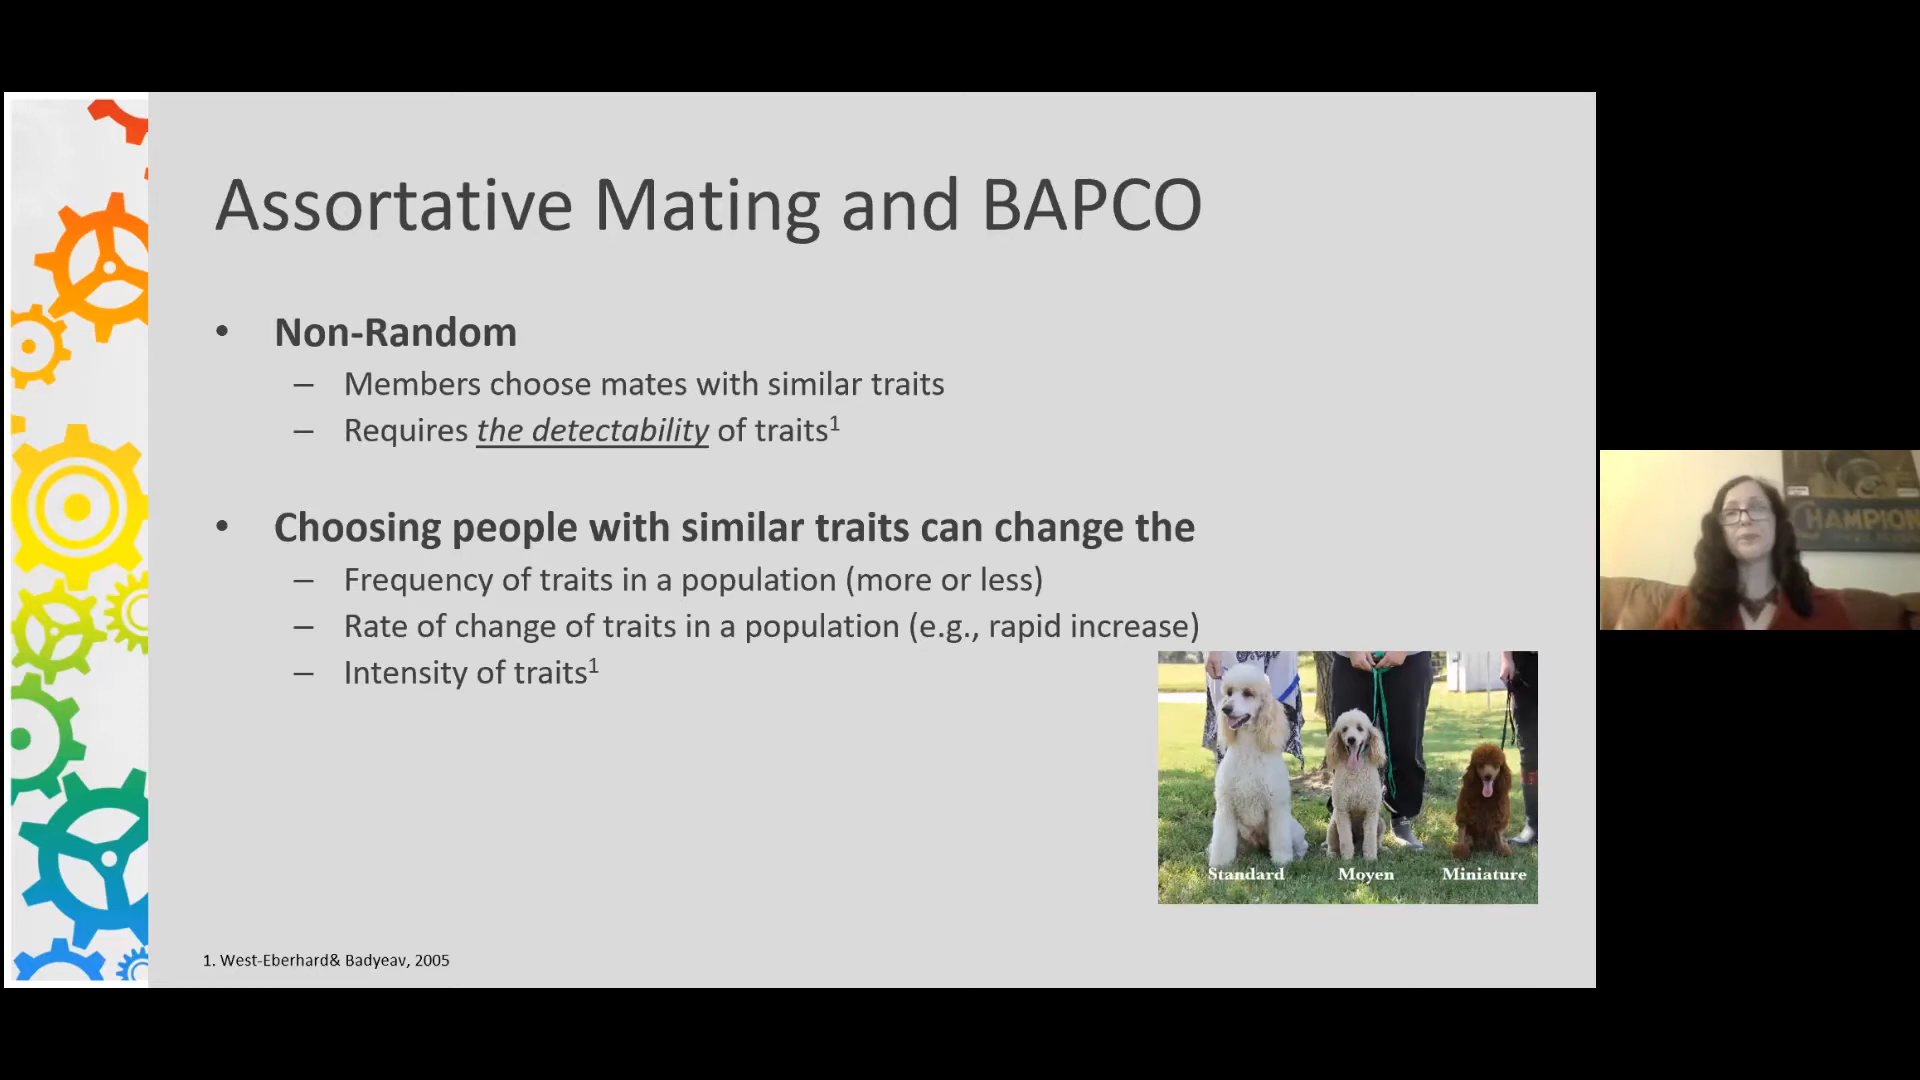 Assortative Mating and BAPCO
• Non-Random
– Members choose mates with similar traits
– Requires the detectability of traits1
• Choosing people with similar traits can change the
– Frequency of traits in a population (more or less)
– Rate of change of traits in a population (e.g., rapid increase)
– Intensity of traits1
Standard Moyen Miniature
1. West-Eberhard& Badyeav, 2005
HAMPION